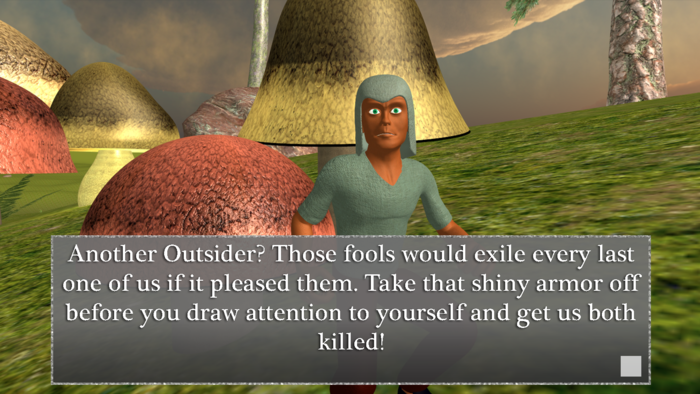 Another Outsider? Those fools would exile every last
one of us if it pleased them. Take that shiny armor off
before you draw attention to yourself and get us both
killed!